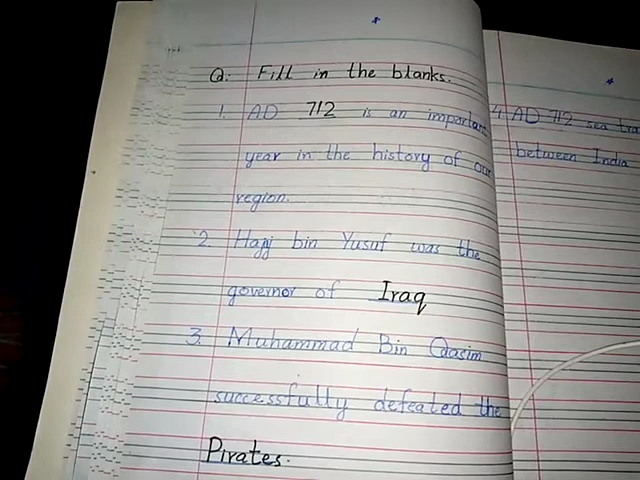 Q: Fill in the blanks.
1. AD 712 is an important
year in the history of our
region.
2. Hajj bin Yusuf was the
governor of Iraq
3. Muhammad Bin Qasim
successfully defeated the
Pirates.
4 AD 712 sea
between India